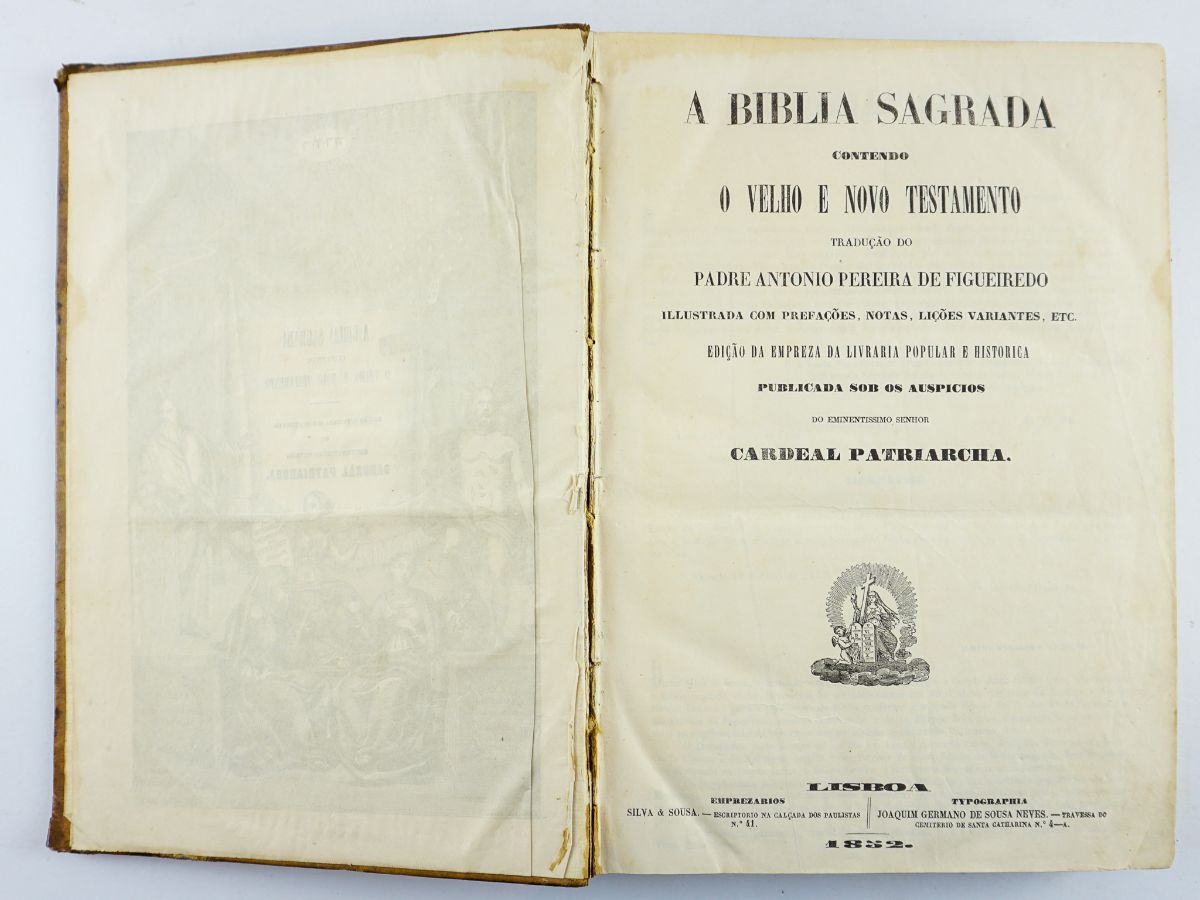 A BIBLIA SAGRADA
CONTENDO
O VELHO E NOVO TESTAMENTO
TRADUÇÃO DO
PADRE ANTONIO PEREIRA DE FIGUEIREDO
ILLUSTRADA COM PREFAÇÕES, NOTAS, LIÇÕES VARIANTES, ETC.
EDIÇÃO DA EMPREZA DA LIVRARIA POPULAR E HISTORICA
PUBLICADA SOB OS AUSPICIOS
DO EMINENTISSIMO SENHOR
CARDEAL PATRIARCHA.
LISBOA
EMPREZARIOS
SILVA & SOUSA. — ESCRIPTORIO NA CALÇADA DOS PAULISTAS
N.º 41.
TYPOGRAPHIA
JOAQUIM GERMANO DE SOUSA NEVES. — TRAVESSA DO
CEMITERIO DE SANTA CATHARINA N.º 4—A.
1852.